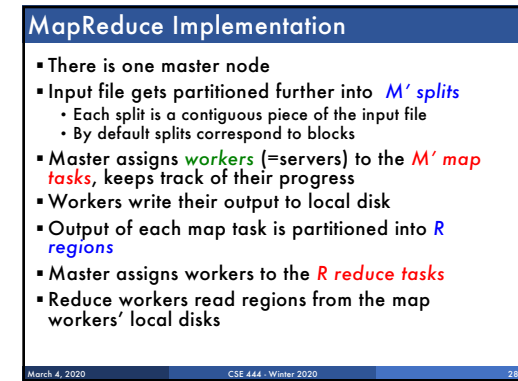 MapReduce Implementation
▪ There is one master node
▪ Input file gets partitioned further into M’ splits
• Each split is a contiguous piece of the input file
• By default splits correspond to blocks
▪ Master assigns workers (=servers) to the M’ map
tasks, keeps track of their progress
▪ Workers write their output to local disk
▪ Output of each map task is partitioned into R
regions
▪ Master assigns workers to the R reduce tasks
▪ Reduce workers read regions from the map
workers’ local disks
March 4, 2020 CSE 444 - Winter 2020 28